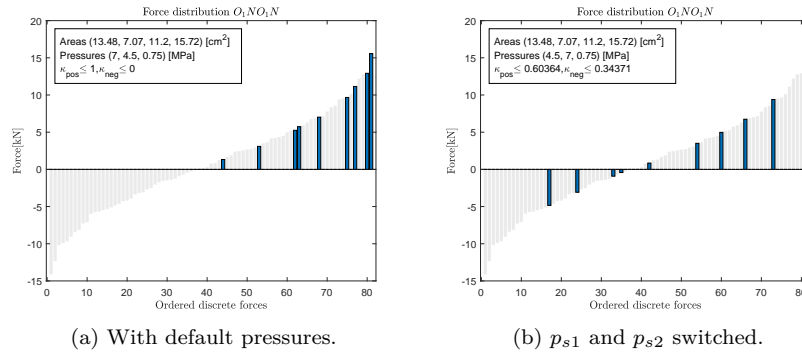 Force distribution O₁NO₁N
Areas (13.48, 7.07, 11.2, 15.72) [cm²]
Pressures (7, 4.5, 0.75) [MPa]
κpos ≤ 1,κneg ≤ 0
20
15
10
5
0
-5
-10
-15
Force[kN]
0 10 20 30 40 50 60 70 80
Ordered discrete forces
(a) With default pressures.
Force distribution O₁NO₁N
Areas (13.48, 7.07, 11.2, 15.72) [cm²]
Pressures (4.5, 7, 0.75) [MPa]
κpos ≤ 0.60364,κneg ≤ 0.34371
20
15
10
5
0
-5
-10
-15
Force[kN]
0 10 20 30 40 50 60 70 80
Ordered discrete forces
(b) pₛ₁ and pₛ₂ switched.